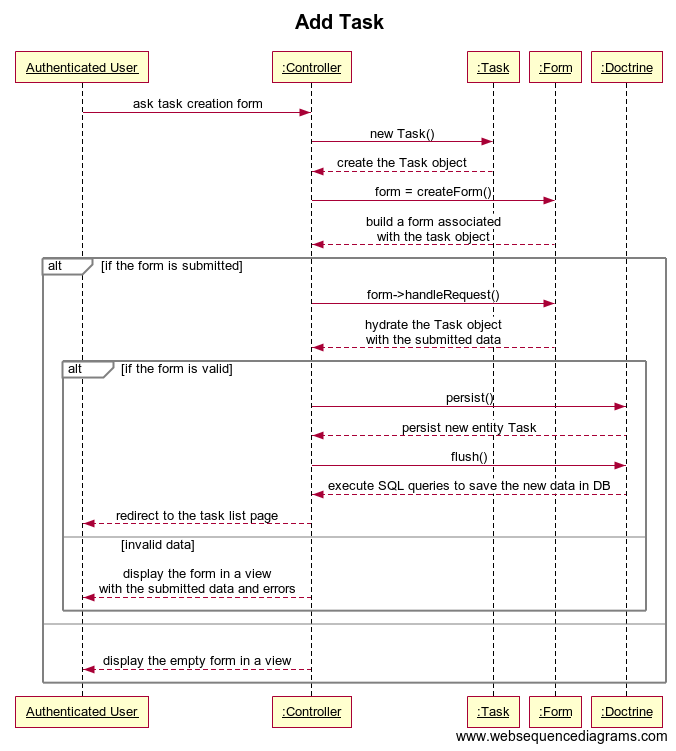 Add Task
Authenticated User
:Controller
:Task
:Form
:Doctrine
ask task creation form
new Task()
create the Task object
form = createForm()
build a form associated
with the task object
alt
[if the form is submitted]
form->handleRequest()
hydrate the Task object
with the submitted data
alt
[if the form is valid]
persist()
persist new entity Task
flush()
execute SQL queries to save the new data in DB
redirect to the task list page
[invalid data]
display the form in a view
with the submitted data and errors
display the empty form in a view
Authenticated User
:Controller
:Task
:Form
:Doctrine
www.websequencediagrams.com